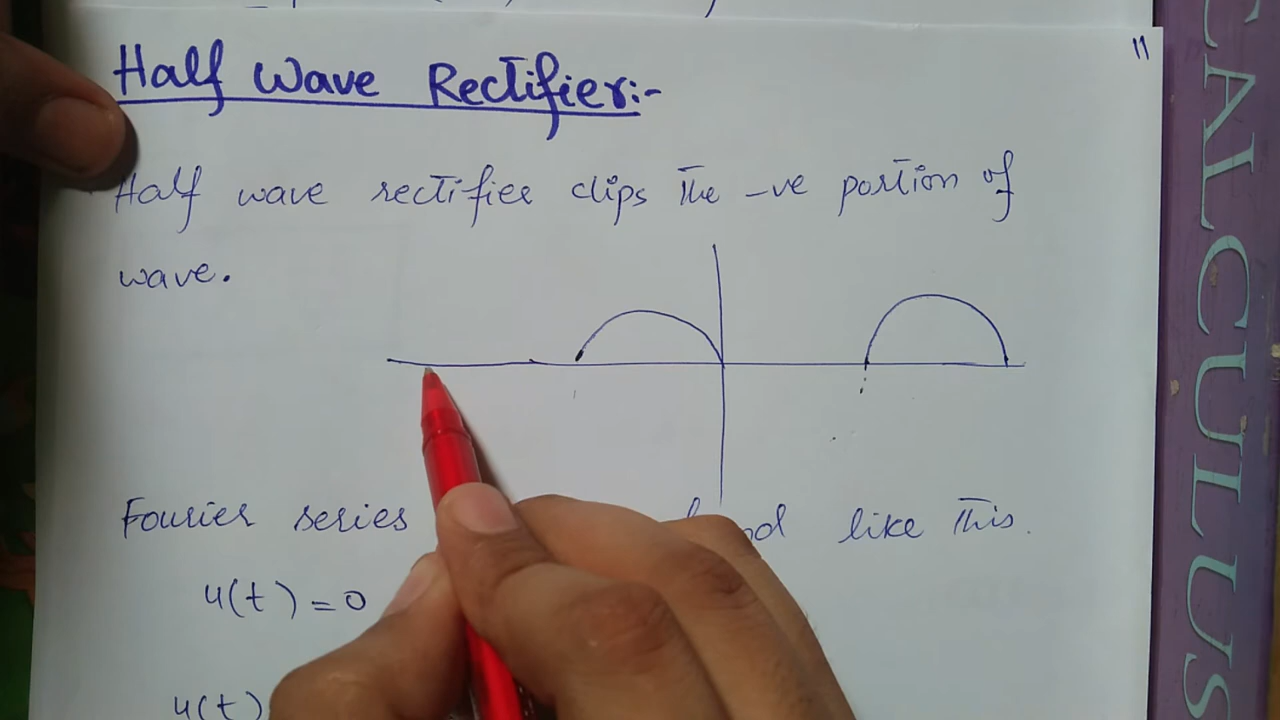 11
Half Wave Rectifier:-
Half wave rectifier clips the -ve portion of
wave.
Fourier series like this.
u(t) = 0
u(t)
CALCULUS